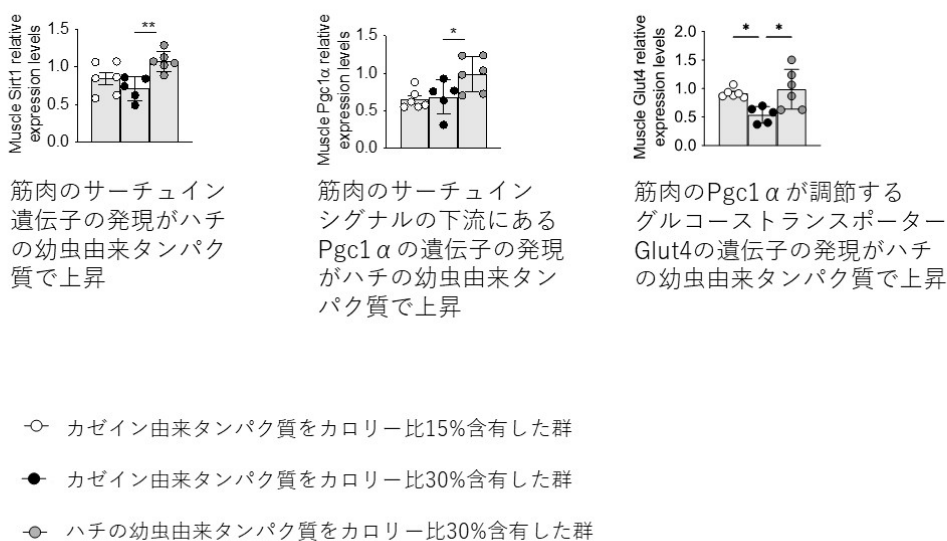 Muscle Sirt1 relative
expression levels
1.5
1.0
0.5
0.0
**
Muscle Pgc1α relative
expression levels
1.5
1.0
0.5
0.0
*
Muscle Glut4 relative
expression levels
2.0
1.5
1.0
0.5
0.0
*
*
筋肉のサーチュイン
遺伝子の発現がハチ
の幼虫由来タンパク
質で上昇
筋肉のサーチュイン
シグナルの下流にある
Pgc1αの遺伝子の発現
がハチの幼虫由来タン
パク質で上昇
筋肉のPgc1αが調節する
グルコーストランスポーター
Glut4の遺伝子の発現がハチ
の幼虫由来タンパク質で上昇
カゼイン由来タンパク質をカロリー比15%含有した群
カゼイン由来タンパク質をカロリー比30%含有した群
ハチの幼虫由来タンパク質をカロリー比30%含有した群